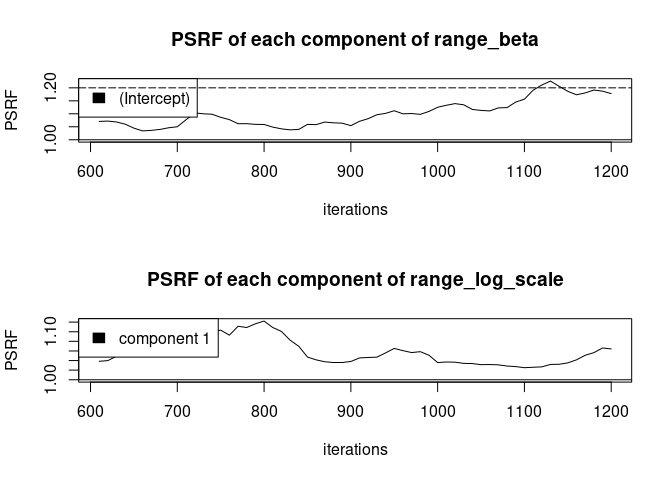 PSRF of each component of range_beta
PSRF
1.00 1.20
(Intercept)
600 700 800 900 1000 1100 1200
iterations
PSRF of each component of range_log_scale
PSRF
1.00 1.10
component 1
600 700 800 900 1000 1100 1200
iterations